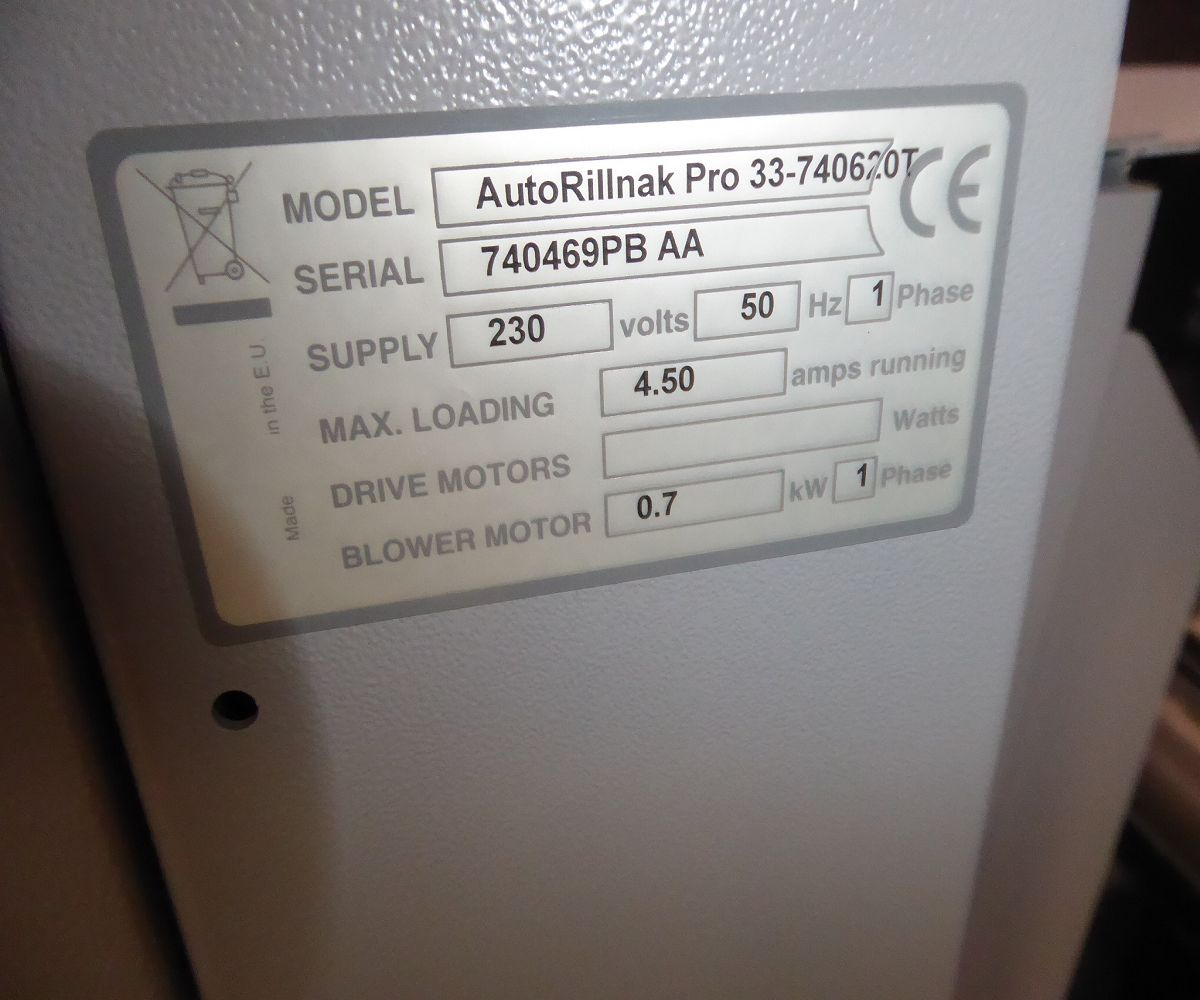 MODEL AutoRillnak Pro 33-740620T CE
SERIAL 740469PB AA
SUPPLY 230 volts 50 Hz 1 Phase
MAX. LOADING 4.50 amps running
DRIVE MOTORS Watts
BLOWER MOTOR 0.7 kW 1 Phase
Made in the E.U.